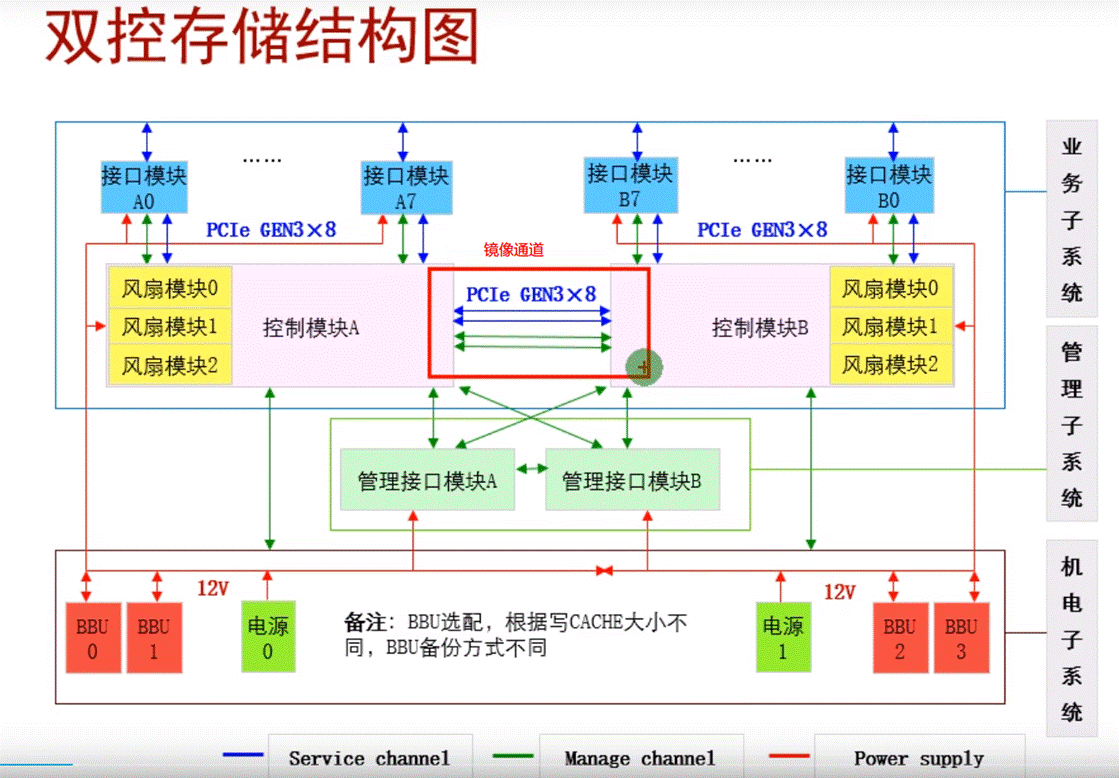 双控存储结构图
……
……
接口模块
A0
接口模块
A7
接口模块
B7
接口模块
B0
PCIe GEN3×8
PCIe GEN3×8
镜像通道
风扇模块0
风扇模块1
风扇模块2
控制模块A
PCIe GEN3×8
控制模块B
风扇模块0
风扇模块1
风扇模块2
业务子系统
管理接口模块A
管理接口模块B
管理子系统
12V
12V
BBU
0
BBU
1
电源
0
备注：BBU选配，根据写CACHE大小不
同，BBU备份方式不同
电源
1
BBU
2
BBU
3
机电子系统
Service channel
Manage channel
Power supply